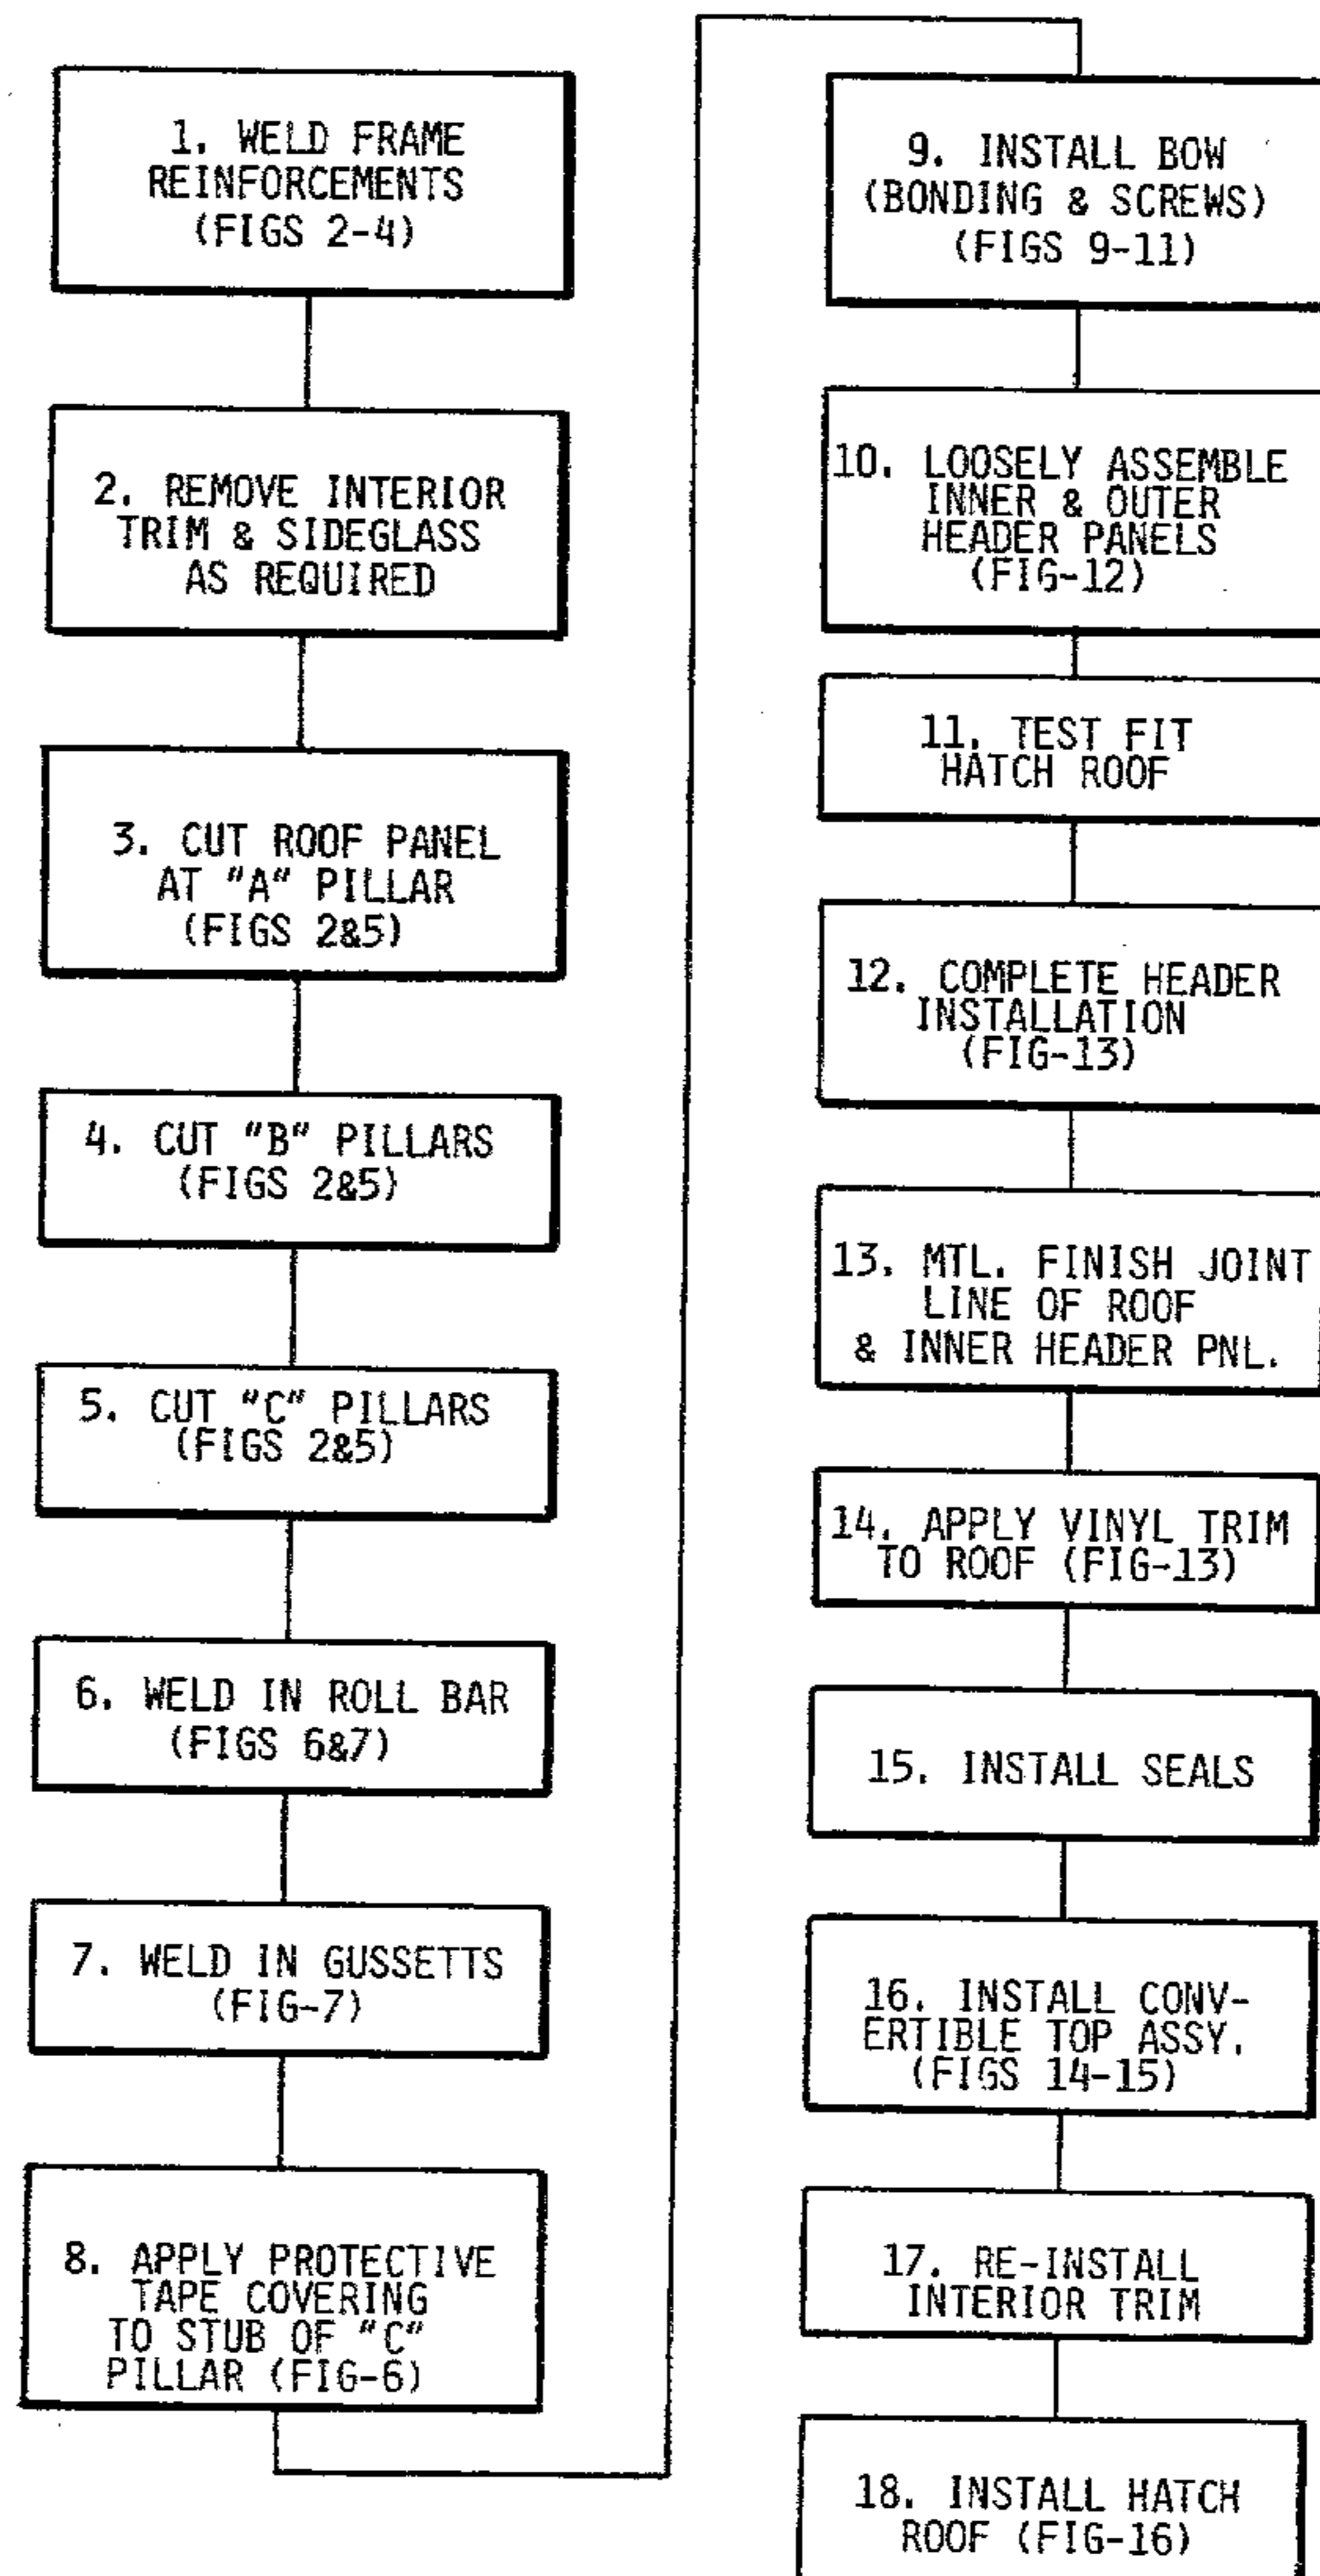 1. WELD FRAME
REINFORCEMENTS
(FIGS 2-4)
2. REMOVE INTERIOR
TRIM & SIDEGLASS
AS REQUIRED
3. CUT ROOF PANEL
AT "A" PILLAR
(FIGS 2&5)
4. CUT "B" PILLARS
(FIGS 2&5)
5. CUT "C" PILLARS
(FIGS 2&5)
6. WELD IN ROLL BAR
(FIGS 6&7)
7. WELD IN GUSSETTS
(FIG-7)
8. APPLY PROTECTIVE
TAPE COVERING
TO STUB OF "C"
PILLAR (FIG-6)
9. INSTALL BOW
(BONDING & SCREWS)
(FIGS 9-11)
10. LOOSELY ASSEMBLE
INNER & OUTER
HEADER PANELS
(FIG-12)
11. TEST FIT
HATCH ROOF
12. COMPLETE HEADER
INSTALLATION
(FIG-13)
13. MTL. FINISH JOINT
LINE OF ROOF
& INNER HEADER PNL.
14. APPLY VINYL TRIM
TO ROOF (FIG-13)
15. INSTALL SEALS
16. INSTALL CONV-
ERTIBLE TOP ASSY.
(FIGS 14-15)
17. RE-INSTALL
INTERIOR TRIM
18. INSTALL HATCH
ROOF (FIG-16)